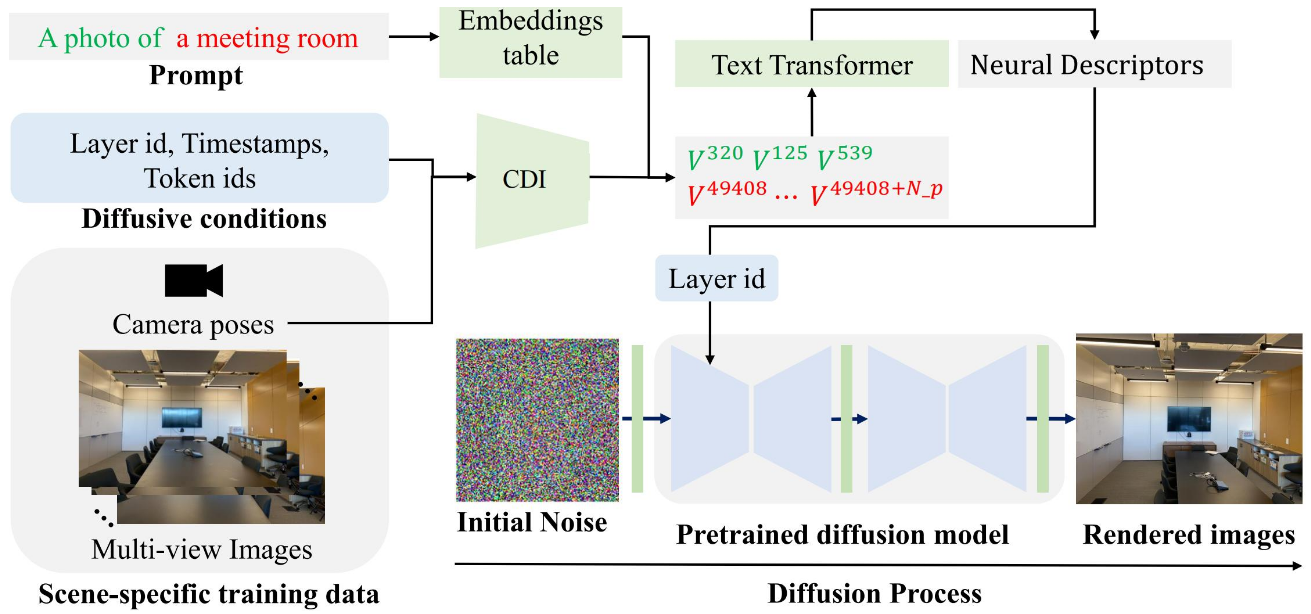 A photo of a meeting room
Prompt
Embeddings
table
Text Transformer
Neural Descriptors
Layer id, Timestamps,
Token ids
Diffusive conditions
CDI
V^320 V^125 V^539
V^49408 … V^49408+N_p
Layer id
Camera poses
Multi-view Images
Scene-specific training data
Initial Noise
Pretrained diffusion model
Rendered images
Diffusion Process